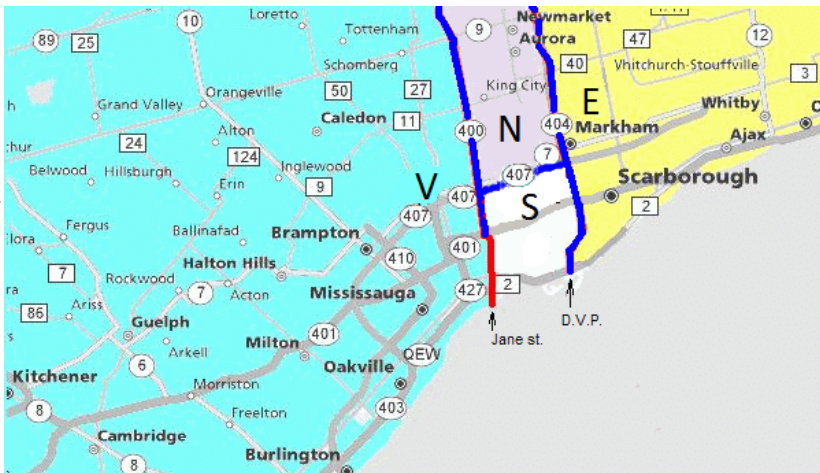 Loretto
Newmarket
10
Tottenham
9
Aurora
12
89
25
47
Schomberg
40
Whitchurch-Stouffville
50
27
King City
E
3
Orangeville
Grand Valley
Whitby
Caledon
11
400
N
404
Markham
Ajax
Alton
24
124
7
Belwood
Hillsburgh
Inglewood
407
Scarborough
Erin
9
V
407
S
2
407
Fergus
Ballinafad
Brampton
401
Elora
410
7
Halton Hills
427
2
Rockwood
7
Acton
Mississauga
Ariss
86
D.V.P.
Guelph
401
Jane st.
Milton
Arkell
QEW
Oakville
6
Kitchener
Morriston
403
8
Freelton
Cambridge
Burlington
8